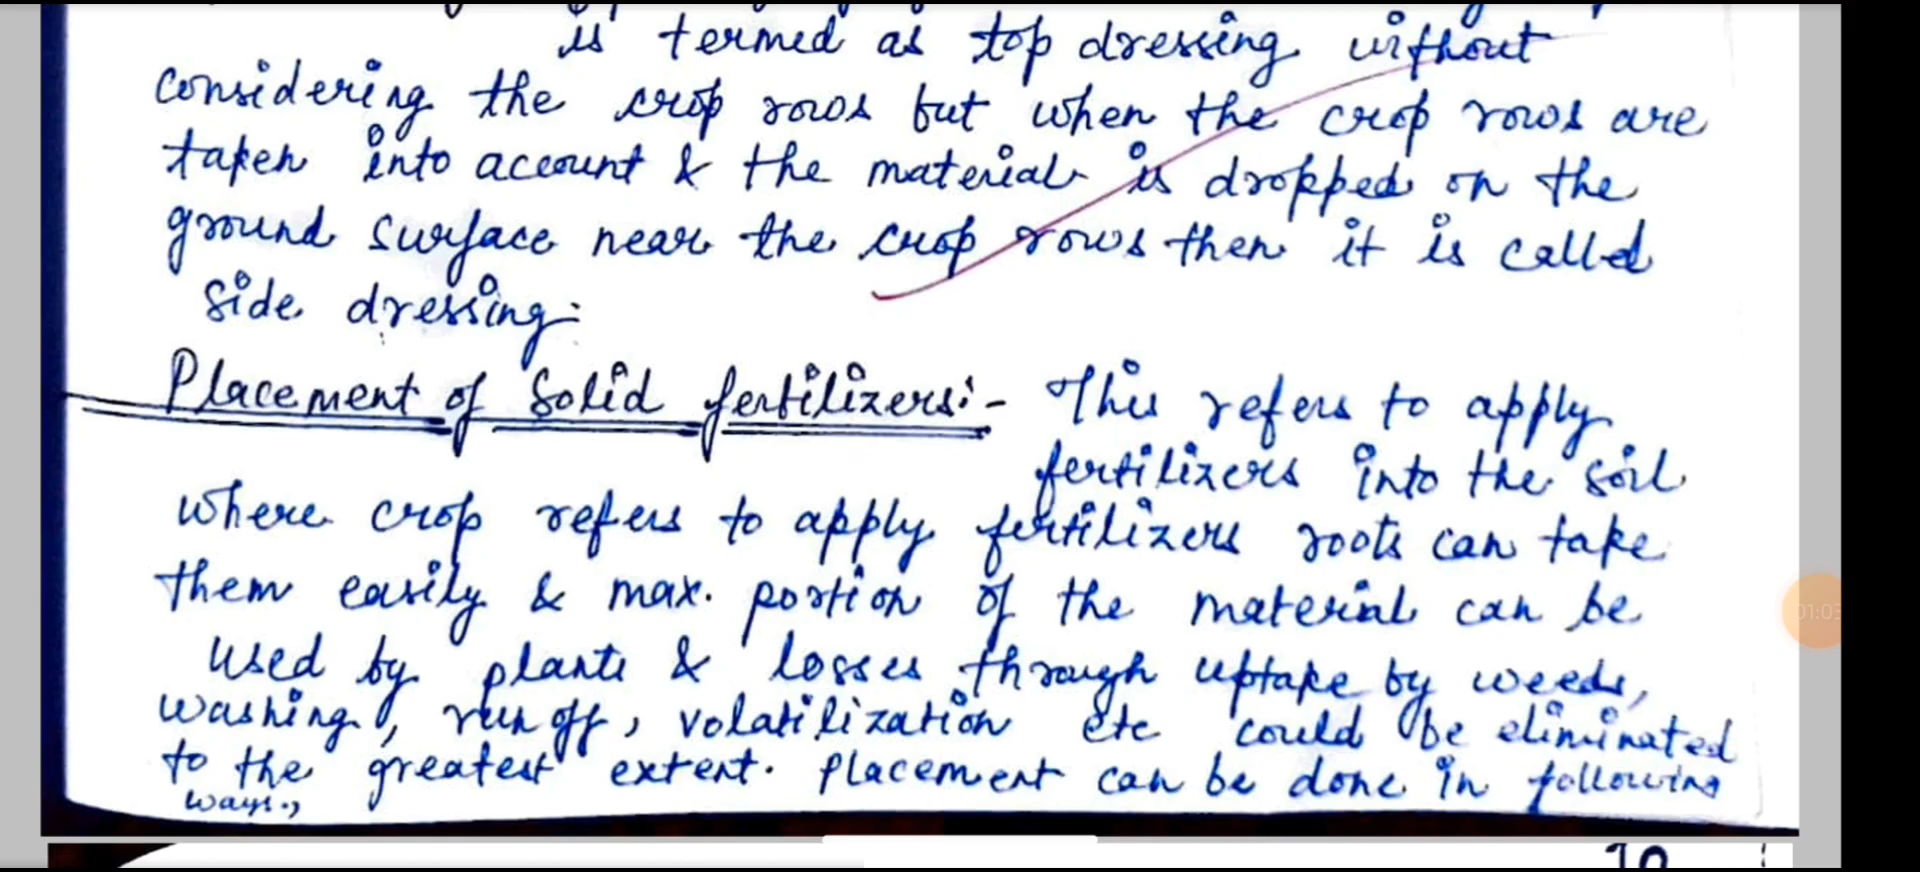 is termed as top dressing without
considering the crop rows but when the crop rows are
taken into account & the material is dropped on the
ground surface near the crop rows then it is called
side dressing:
Placement of Solid fertilizers:- This refers to apply
fertilizers into the soil
where crop refers to apply fertilizers roots can take
them easily & max. portion of the material can be
used by plants & losses through uptake by weeds,
washing, run off, volatilization etc could be eliminated
to the greatest extent. Placement can be done in following
ways.,
01:03